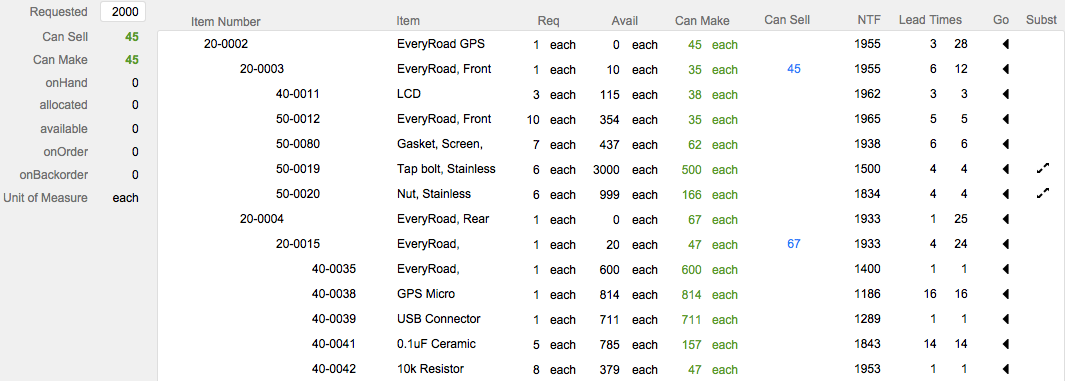 Requested 2000
Can Sell 45
Can Make 45
onHand 0
allocated 0
available 0
onOrder 0
onBackorder 0
Unit of Measure each
Item Number Item Req Avail Can Make Can Sell NTF Lead Times Go Subst
20-0002 EveryRoad GPS 1 each 0 each 45 each 1955 3 28
20-0003 EveryRoad, Front 1 each 10 each 35 each 45 1955 6 12
40-0011 LCD 3 each 115 each 38 each 1962 3 3
50-0012 EveryRoad, Front 10 each 354 each 35 each 1965 5 5
50-0080 Gasket, Screen, 7 each 437 each 62 each 1938 6 6
50-0019 Tap bolt, Stainless 6 each 3000 each 500 each 1500 4 4
50-0020 Nut, Stainless 6 each 999 each 166 each 1834 4 4
20-0004 EveryRoad, Rear 1 each 0 each 67 each 1933 1 25
20-0015 EveryRoad, 1 each 20 each 47 each 67 1933 4 24
40-0035 EveryRoad, 1 each 600 each 600 each 1400 1 1
40-0038 GPS Micro 1 each 814 each 814 each 1186 16 16
40-0039 USB Connector 1 each 711 each 711 each 1289 1 1
40-0041 0.1uF Ceramic 5 each 785 each 157 each 1843 14 14
40-0042 10k Resistor 8 each 379 each 47 each 1953 1 1